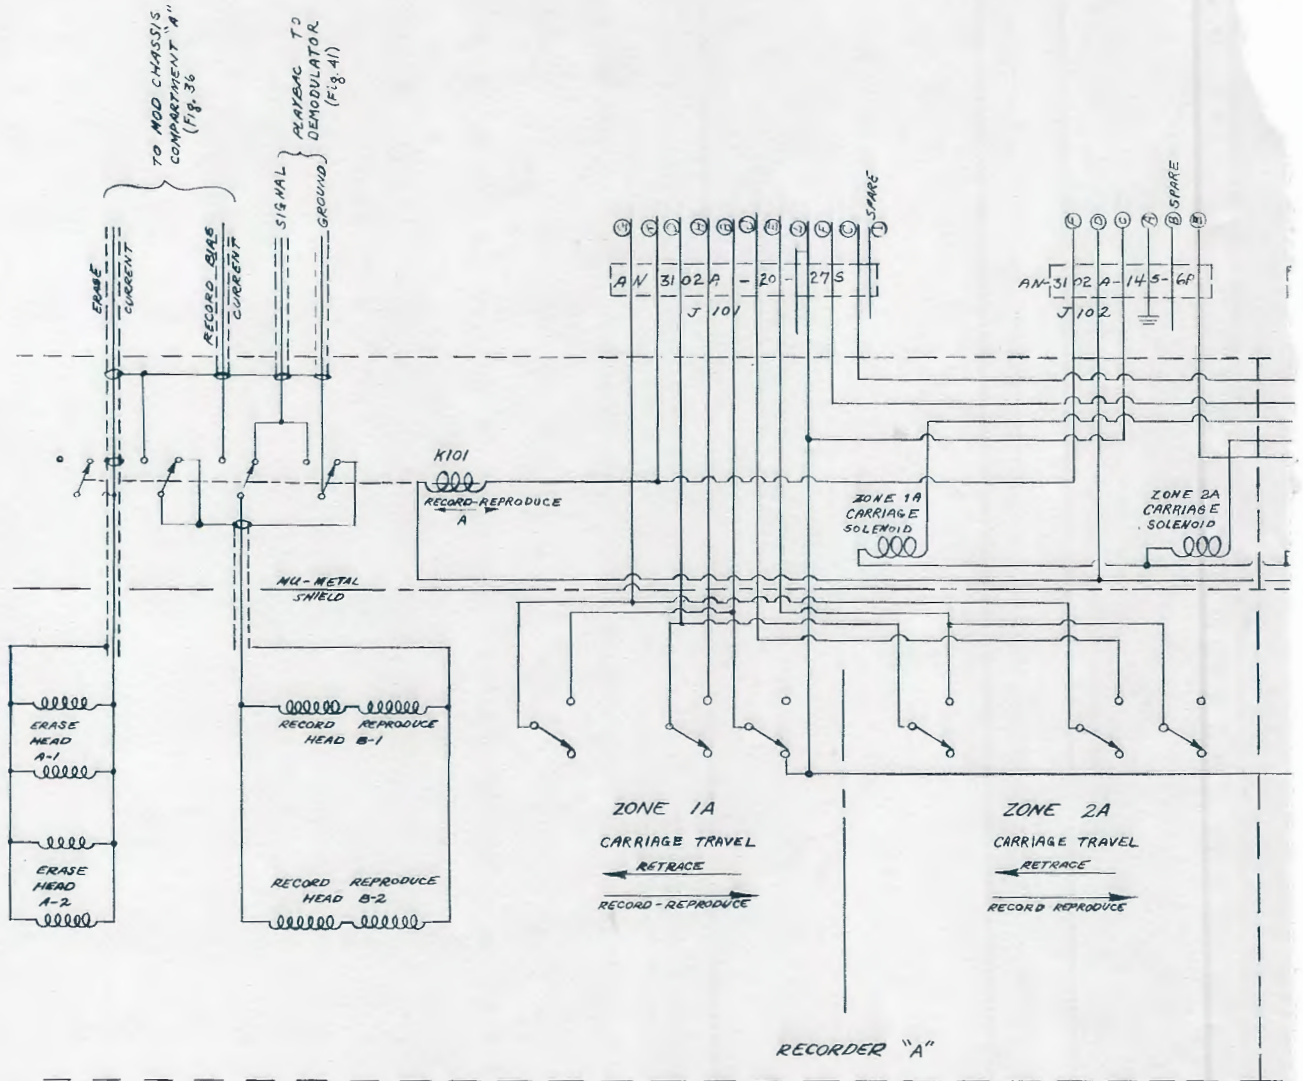 TO MOD CHASSIS
COMPARTMENT "A"
(Fig. 36
PLAYBAC TO
DEMODULATOR
(Fig. 41)
ERASE
CURRENT
RECORD BIAS
CURRENT
SIGNAL
GROUND
SPARE
AN 3102A - 20 - 27S
J 101
F D C A B E
SPARE
AN-3102A-14S-6P
J 102
K101
RECORD-REPRODUCE
A
ZONE 1A
CARRIAGE
SOLENOID
ZONE 2A
CARRIAGE
SOLENOID
MU-METAL
SHIELD
ERASE
HEAD
A-1
RECORD REPRODUCE
HEAD B-1
ERASE
HEAD
A-2
RECORD REPRODUCE
HEAD B-2
ZONE 1A
CARRIAGE TRAVEL
RETRACE
RECORD-REPRODUCE
ZONE 2A
CARRIAGE TRAVEL
RETRACE
RECORD REPRODUCE
RECORDER "A"